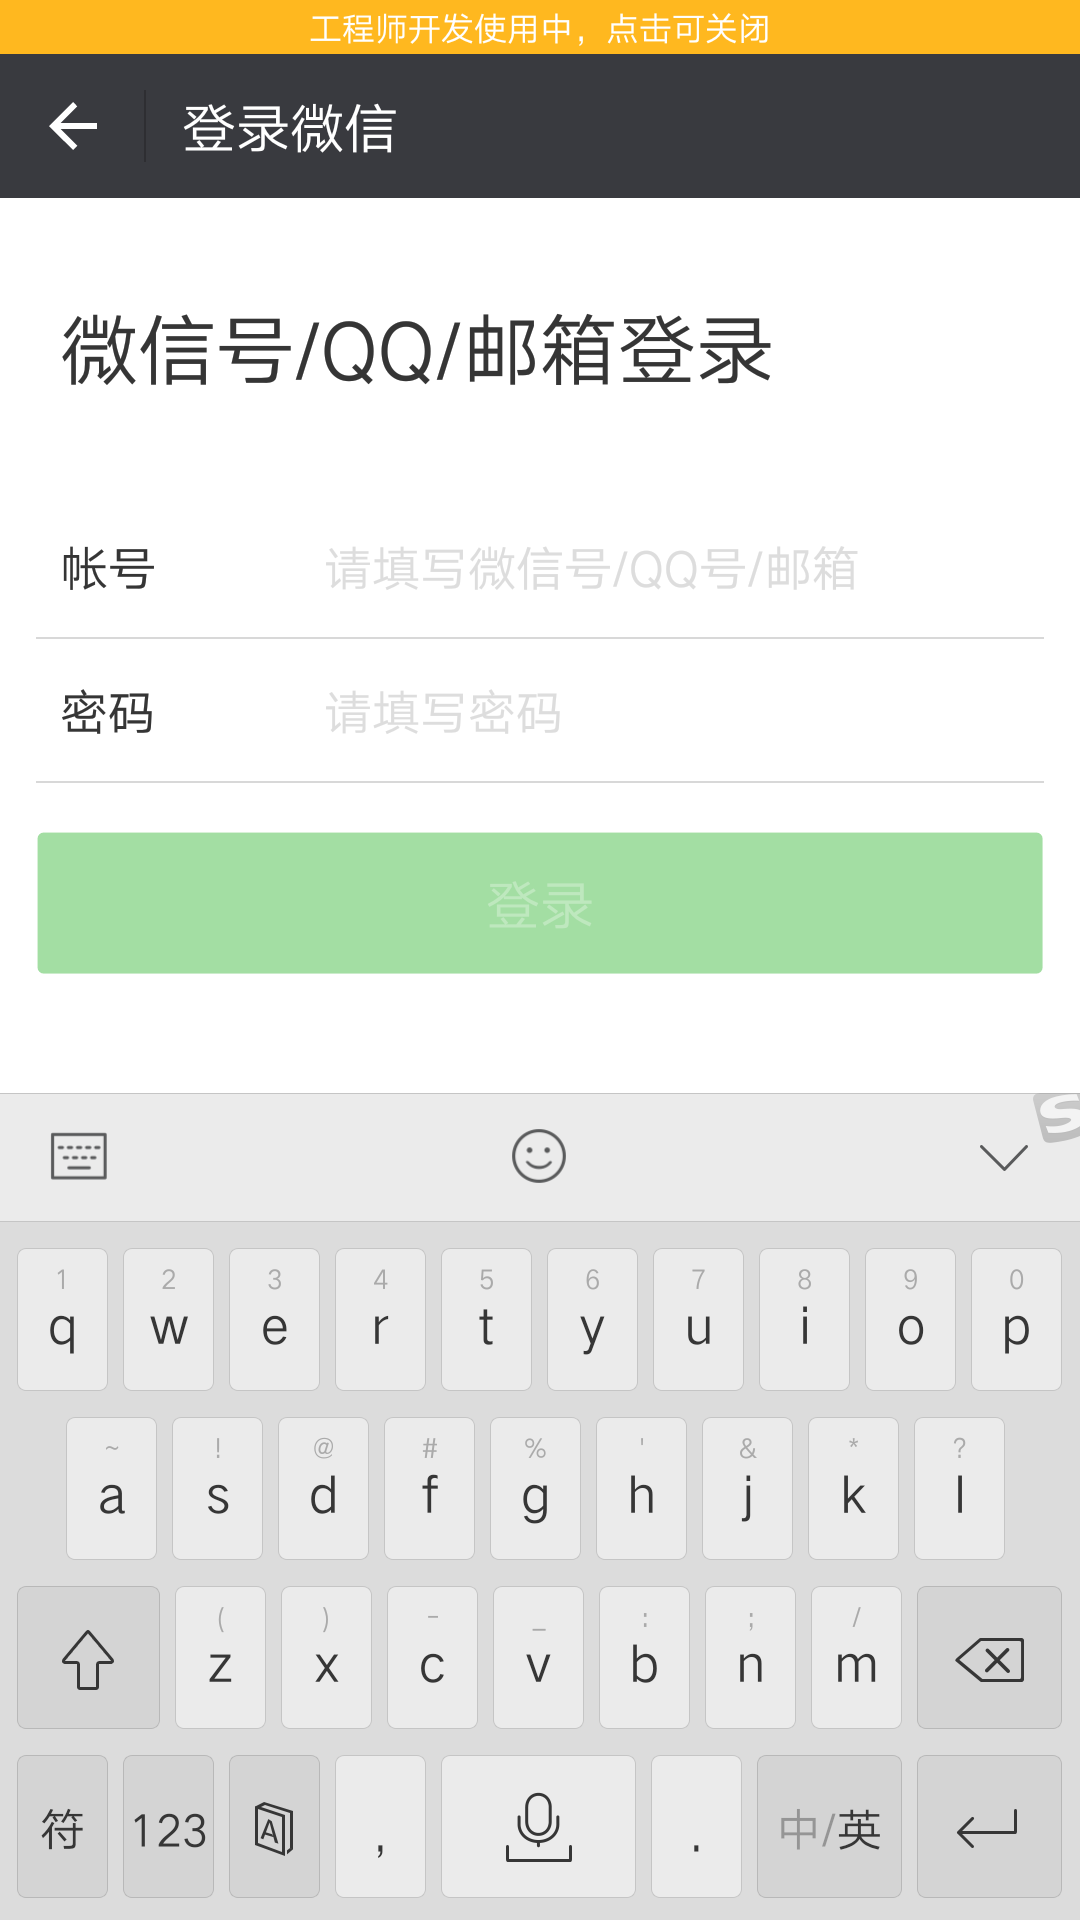 工程师开发使用中，点击可关闭
登录微信
微信号/QQ/邮箱登录
帐号 请填写微信号/QQ号/邮箱
密码 请填写密码
登录
S
1 2 3 4 5 6 7 8 9 0
q w e r t y u i o p
~ ! @ # % ' & * ?
a s d f g h j k l
( ) - _ : ; /
z x c v b n m
符 123 A , . 中/英